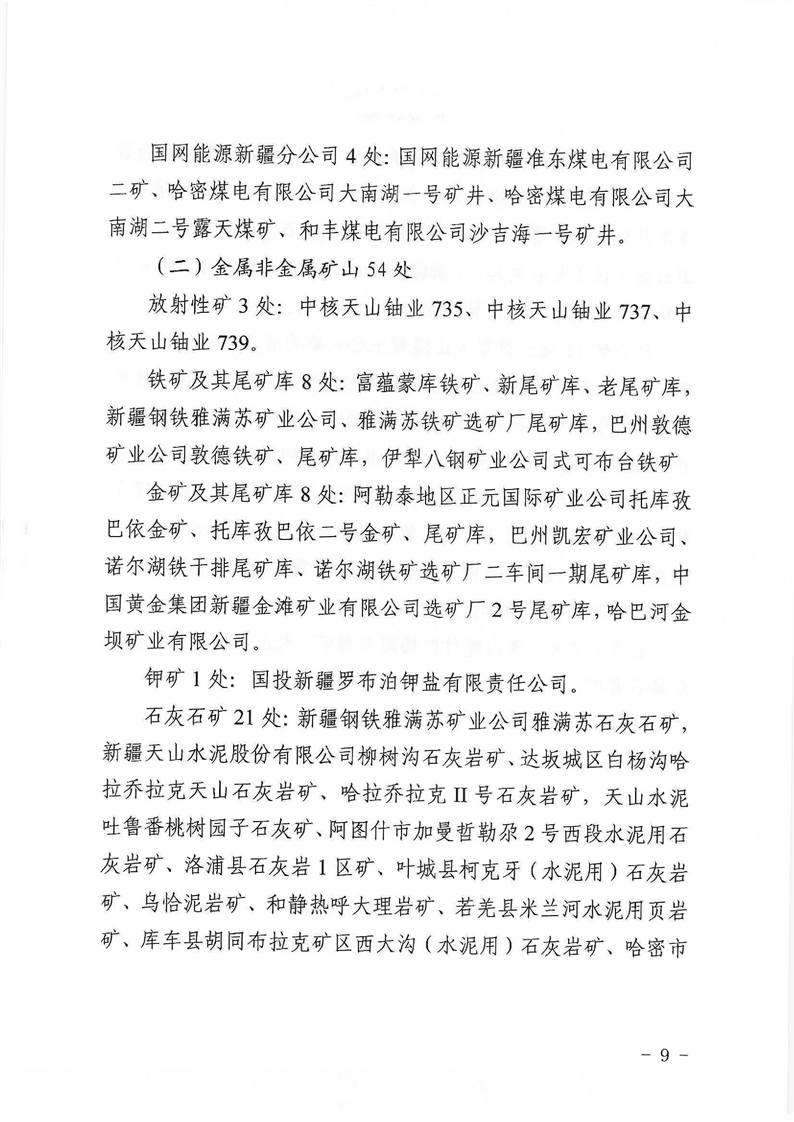 国网能源新疆分公司 4 处：国网能源新疆准东煤电有限公司
二矿、哈密煤电有限公司大南湖一号矿井、哈密煤电有限公司大
南湖二号露天煤矿、和丰煤电有限公司沙吉海一号矿井。
（二）金属非金属矿山 54 处
放射性矿 3 处：中核天山铀业 735、中核天山铀业 737、中
核天山铀业 739。
铁矿及其尾矿库 8 处：富蕴蒙库铁矿、新尾矿库、老尾矿库，
新疆钢铁雅满苏矿业公司、雅满苏铁矿选矿厂尾矿库，巴州敦德
矿业公司敦德铁矿、尾矿库，伊犁八钢矿业公司式可布台铁矿
金矿及其尾矿库 8 处：阿勒泰地区正元国际矿业公司托库孜
巴依金矿、托库孜巴依二号金矿、尾矿库，巴州凯宏矿业公司、
诺尔湖铁干排尾矿库、诺尔湖铁矿选矿厂二车间一期尾矿库，中
国黄金集团新疆金滩矿业有限公司选矿厂 2 号尾矿库，哈巴河金
坝矿业有限公司。
钾矿 1 处：国投新疆罗布泊钾盐有限责任公司。
石灰石矿 21 处：新疆钢铁雅满苏矿业公司雅满苏石灰石矿，
新疆天山水泥股份有限公司柳树沟石灰岩矿、达坂城区白杨沟哈
拉乔拉克天山石灰岩矿、哈拉乔拉克 II 号石灰岩矿，天山水泥
吐鲁番桃树园子石灰矿、阿图什市加曼哲勒尕 2 号西段水泥用石
灰岩矿、洛浦县石灰岩 1 区矿、叶城县柯克牙（水泥用）石灰岩
矿、乌恰泥岩矿、和静热呼大理岩矿、若羌县米兰河水泥用页岩
矿、库车县胡同布拉克矿区西大沟（水泥用）石灰岩矿、哈密市
- 9 -